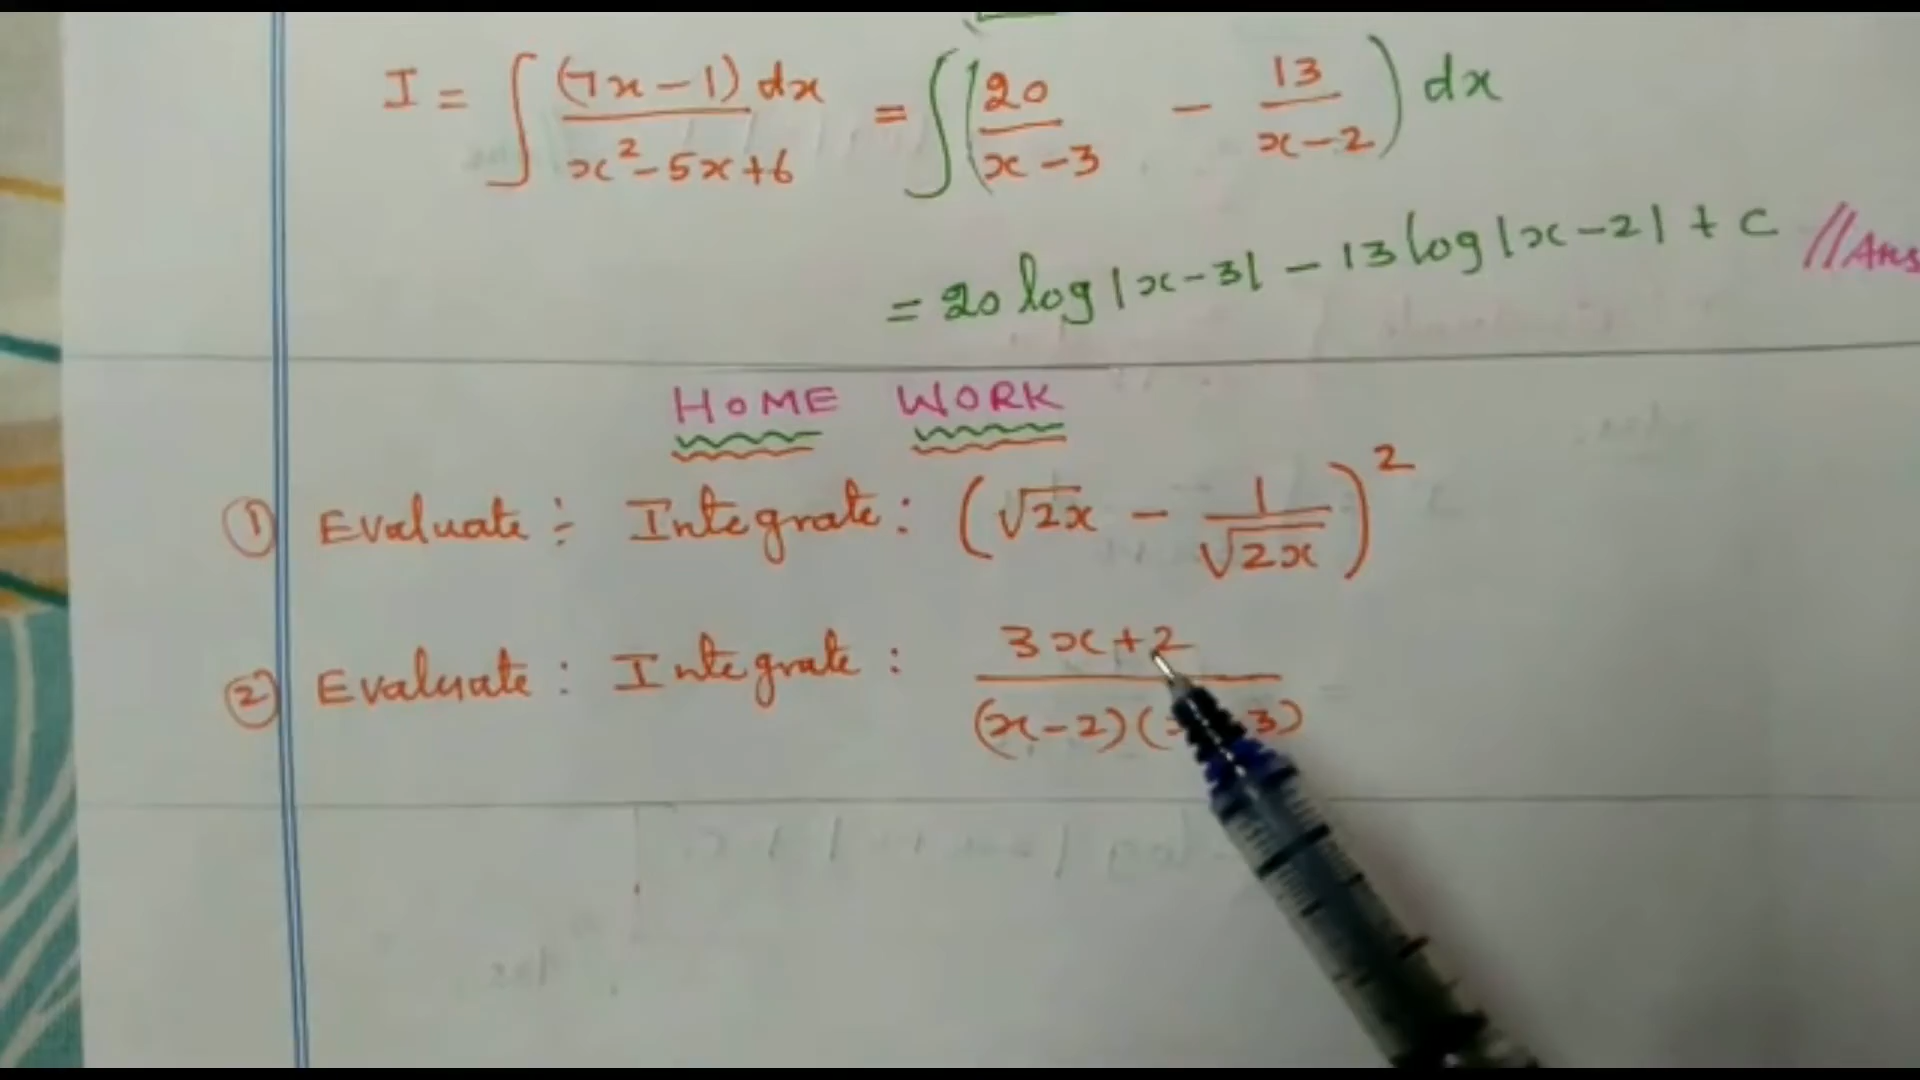 I = ∫ (7x-1) dx / x²-5x+6 = ∫ (20 / x-3 - 13 / x-2) dx
= 20 log |x-3| - 13 log |x-2| + c // Ans
HOME WORK
① Evaluate : Integrate : (√2x - 1/√2x)²
② Evaluate : Integrate : 3x+2 / (x-2)( 3)